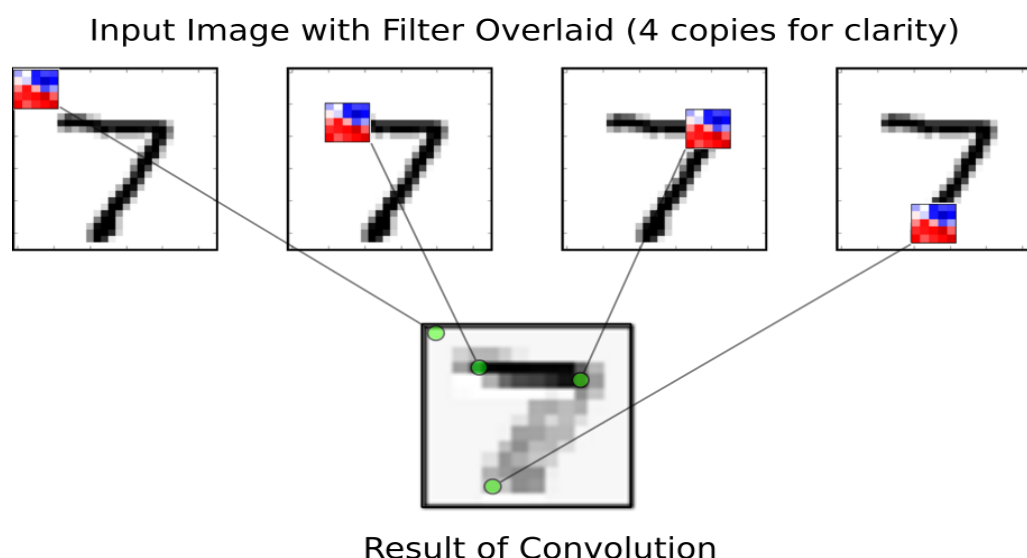 Input Image with Filter Overlaid (4 copies for clarity)
Result of Convolution